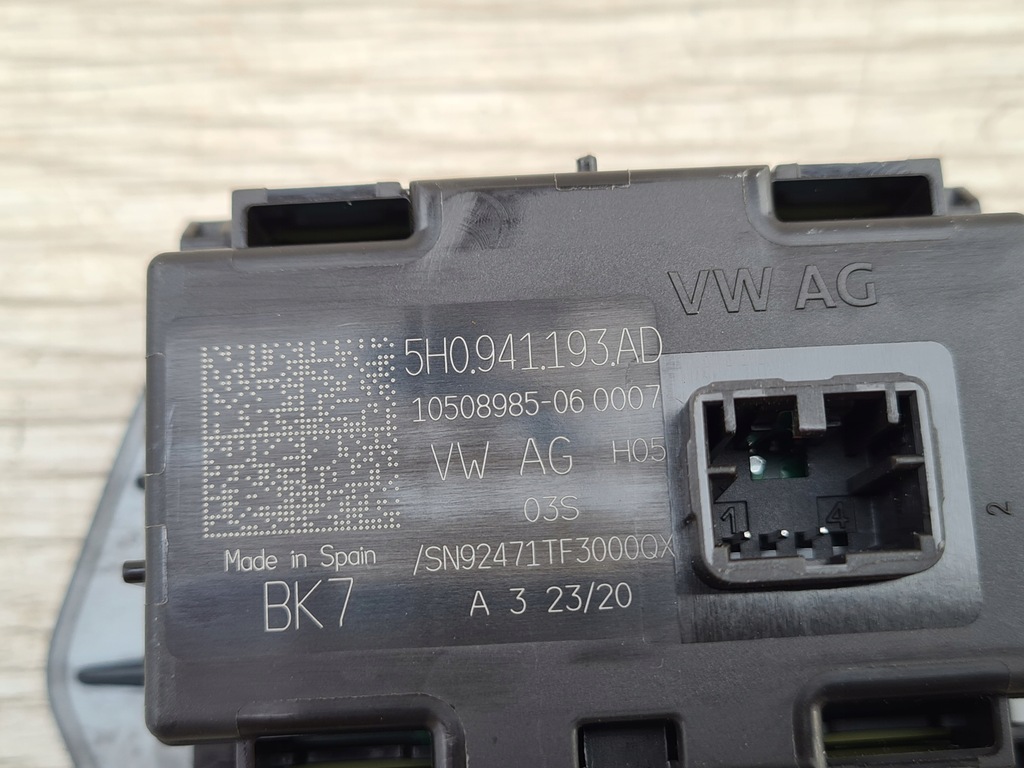 VW AG
5H0.941.193.AD
10508985-06 0007
VW AG H05
03S
Made in Spain /SN92471TF3000QX
BK7 A 3 23/20
1 4
2